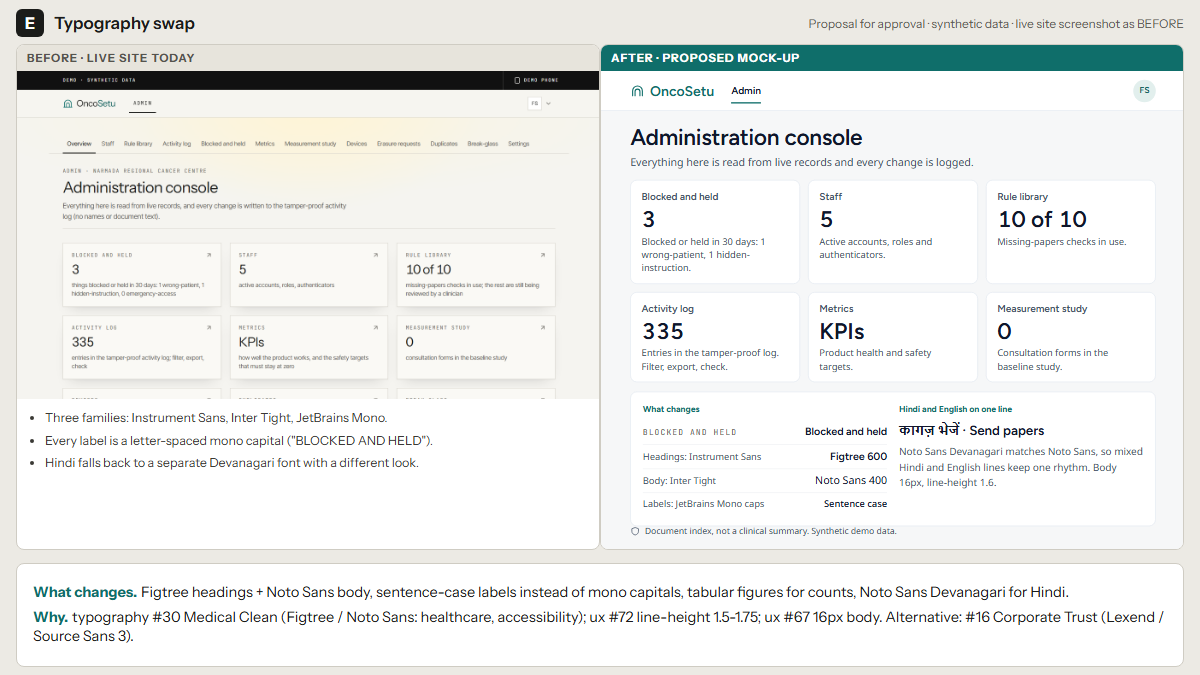 E Typography swap
Proposal for approval · synthetic data · live site screenshot as BEFORE
BEFORE · LIVE SITE TODAY
DEMO · SYNTHETIC DATA
DEMO PHONE
OncoSetu
ADMIN
FS
Overview Staff Rule library Activity log Blocked and held Metrics Measurement study Devices Erasure requests Duplicates Break-glass Settings
ADMIN · NARMADA REGIONAL CANCER CENTRE
Administration console
Everything here is read from live records, and every change is written to the tamper-proof activity
log (no names or document text).
BLOCKED AND HELD
3
things blocked or held in 30 days: 1 wrong-patient, 1
hidden-instruction, 0 emergency-access
STAFF
5
active accounts, roles, authenticators
RULE LIBRARY
10 of 10
missing-papers checks in use; the rest are still being
reviewed by a clinician
ACTIVITY LOG
335
entries in the tamper-proof activity log; filter, export,
check
METRICS
KPIs
how well the product works, and the safety targets
that must stay at zero
MEASUREMENT STUDY
0
consultation forms in the baseline study
• Three families: Instrument Sans, Inter Tight, JetBrains Mono.
• Every label is a letter-spaced mono capital ("BLOCKED AND HELD").
• Hindi falls back to a separate Devanagari font with a different look.
AFTER · PROPOSED MOCK-UP
OncoSetu
Admin
FS
Administration console
Everything here is read from live records and every change is logged.
Blocked and held
3
Blocked or held in 30 days: 1
wrong-patient, 1 hidden-
instruction.
Staff
5
Active accounts, roles and
authenticators.
Rule library
10 of 10
Missing-papers checks in use.
Activity log
335
Entries in the tamper-proof log.
Filter, export, check.
Metrics
KPIs
Product health and safety
targets.
Measurement study
0
Consultation forms in the
baseline study.
What changes
BLOCKED AND HELD Blocked and held
Headings: Instrument Sans Figtree 600
Body: Inter Tight Noto Sans 400
Labels: JetBrains Mono caps Sentence case
Hindi and English on one line
कागज़ भेजें · Send papers
Noto Sans Devanagari matches Noto Sans, so mixed
Hindi and English lines keep one rhythm. Body
16px, line-height 1.6.
Document index, not a clinical summary. Synthetic demo data.
What changes. Figtree headings + Noto Sans body, sentence-case labels instead of mono capitals, tabular figures for counts, Noto Sans Devanagari for Hindi.
Why. typography #30 Medical Clean (Figtree / Noto Sans: healthcare, accessibility); ux #72 line-height 1.5-1.75; ux #67 16px body. Alternative: #16 Corporate Trust (Lexend /
Source Sans 3).